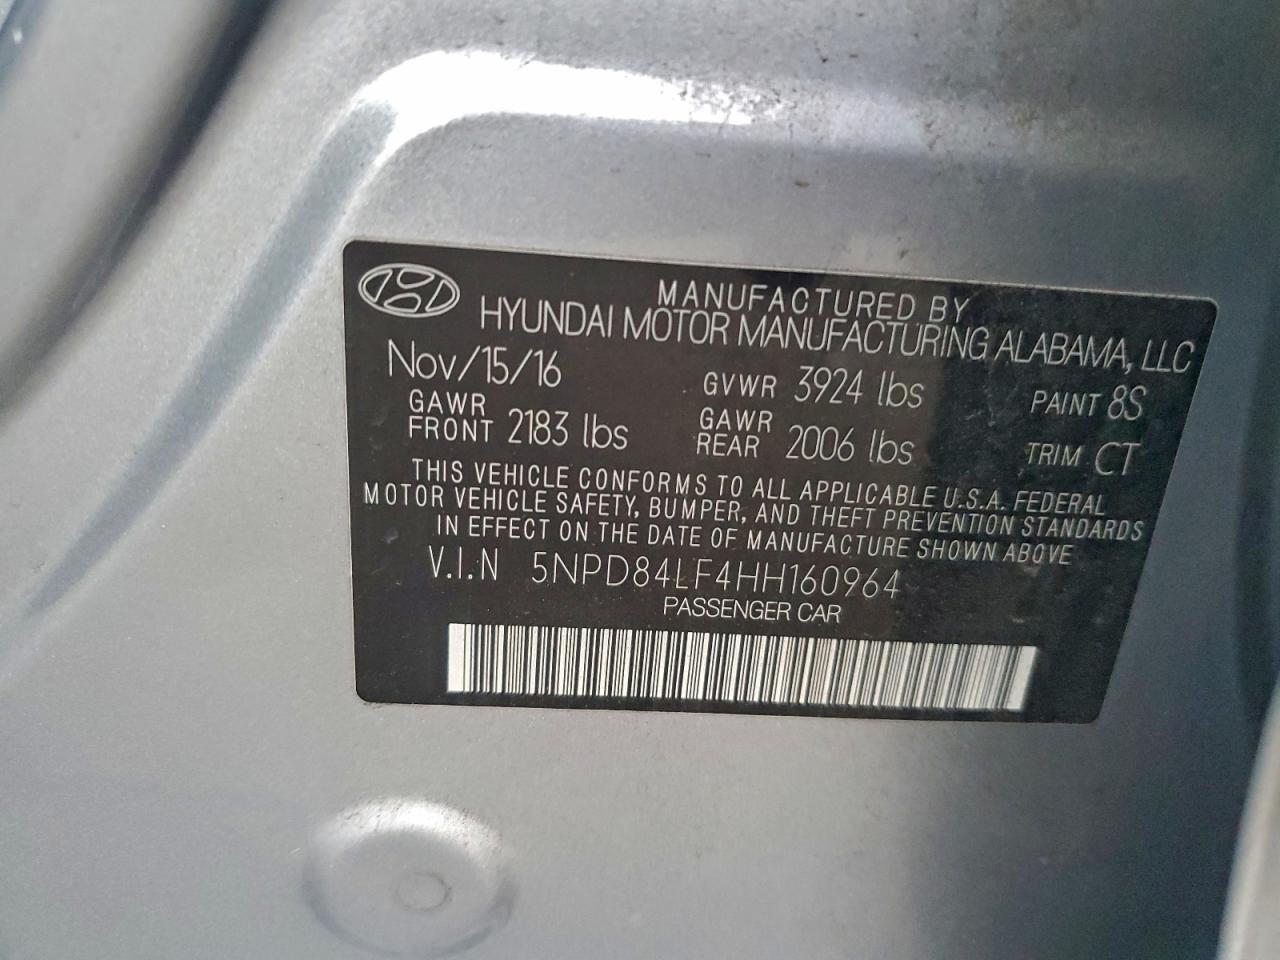 MANUFACTURED BY
HYUNDAI MOTOR MANUFACTURING ALABAMA, LLC
Nov/15/16 GVWR 3924 lbs PAINT 8S
GAWR FRONT 2183 lbs GAWR REAR 2006 lbs TRIM CT
THIS VEHICLE CONFORMS TO ALL APPLICABLE U.S.A. FEDERAL
MOTOR VEHICLE SAFETY, BUMPER, AND THEFT PREVENTION STANDARDS
IN EFFECT ON THE DATE OF MANUFACTURE SHOWN ABOVE
V.I.N 5NPD84LF4HH160964
PASSENGER CAR